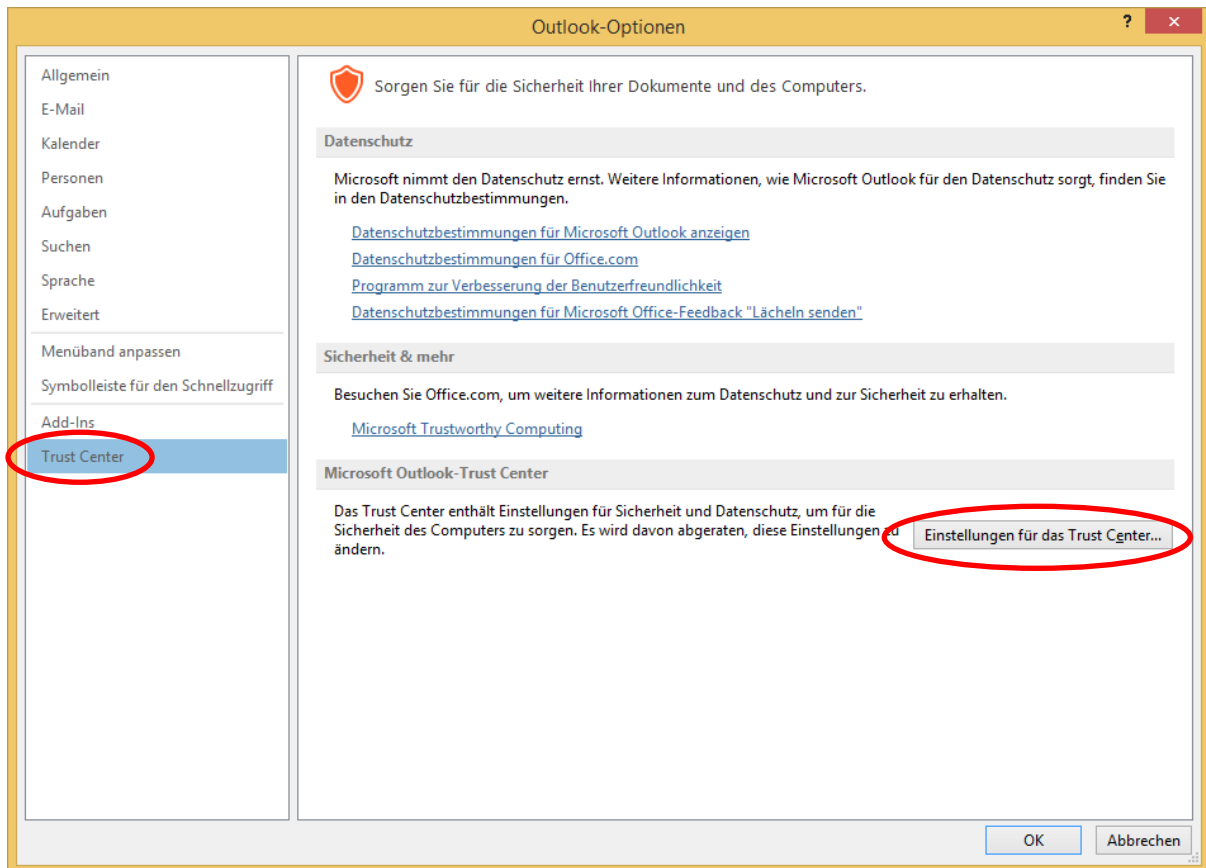 Outlook-Optionen
?
×
Allgemein
E-Mail
Kalender
Personen
Aufgaben
Suchen
Sprache
Erweitert
Menüband anpassen
Symbolleiste für den Schnellzugriff
Add-Ins
Trust Center
Sorgen Sie für die Sicherheit Ihrer Dokumente und des Computers.
Datenschutz
Microsoft nimmt den Datenschutz ernst. Weitere Informationen, wie Microsoft Outlook für den Datenschutz sorgt, finden Sie
in den Datenschutzbestimmungen.
Datenschutzbestimmungen für Microsoft Outlook anzeigen
Datenschutzbestimmungen für Office.com
Programm zur Verbesserung der Benutzerfreundlichkeit
Datenschutzbestimmungen für Microsoft Office-Feedback "Lächeln senden"
Sicherheit & mehr
Besuchen Sie Office.com, um weitere Informationen zum Datenschutz und zur Sicherheit zu erhalten.
Microsoft Trustworthy Computing
Microsoft Outlook-Trust Center
Das Trust Center enthält Einstellungen für Sicherheit und Datenschutz, um für die
Sicherheit des Computers zu sorgen. Es wird davon abgeraten, diese Einstellungen zu
ändern.
Einstellungen für das Trust Center...
OK
Abbrechen